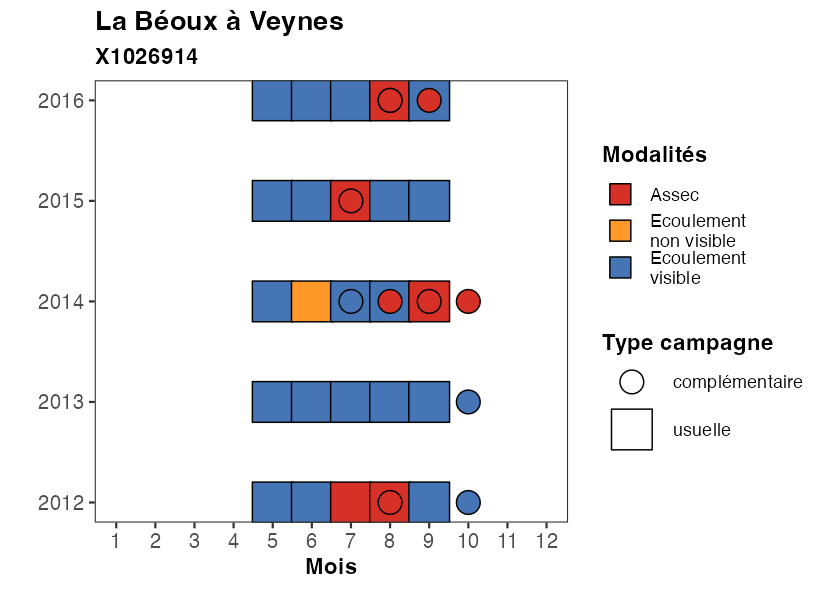 La Béoux à Veynes
X1026914
2016
2015
2014
2013
2012
1 2 3 4 5 6 7 8 9 10 11 12
Mois
Modalités
Assec
Ecoulement
non visible
Ecoulement
visible
Type campagne
complémentaire
usuelle